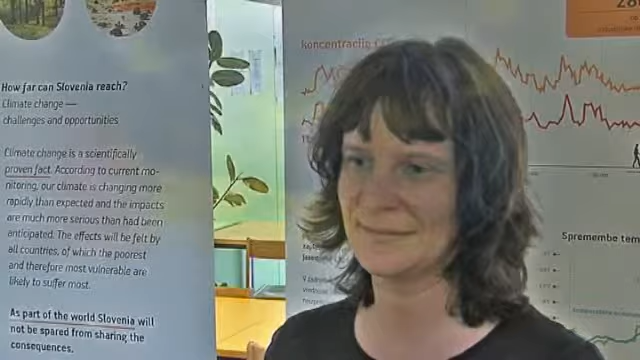 How far can Slovenia reach?
Climate change —
challenges and opportunities
Climate change is a scientifically
proven fact. According to current mo-
nitoring, our climate is changing more
rapidly than expected and the impacts
are much more serious than had been
anticipated. The effects will be felt by
all countries, of which the poorest
and therefore most vulnerable are
likely to suffer most.
As part of the world Slovenia will
not be spared from sharing the
consequences.
koncentracije
Spremembe tem